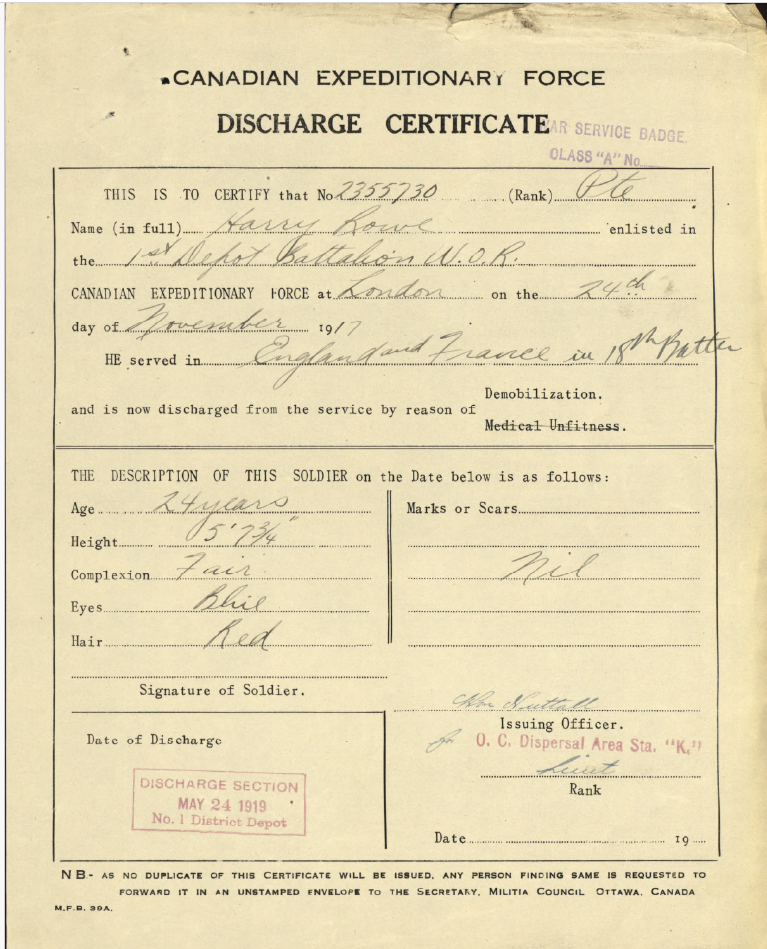 CANADIAN EXPEDITIONARY FORCE
DISCHARGE CERTIFICATE
WAR SERVICE BADGE.
CLASS "A" No
THIS IS TO CERTIFY that No 2355730 (Rank) Pte
Name (in full) Harry Rowe enlisted in
the 1st Depot Battalion W.O.R.
CANADIAN EXPEDITIONARY FORCE at London on the 24th
day of November 1917
HE served in England and France in 18th Batt
and is now discharged from the service by reason of Demobilization.
Medical Unfitness.
THE DESCRIPTION OF THIS SOLDIER on the Date below is as follows:
Age 24 years
Height 5' 7 3/4"
Complexion Fair
Eyes Blue
Hair Red
Signature of Soldier.
Marks or Scars
Nil
Nuttall
Issuing Officer.
for O. C. Dispersal Area Sta. "K,"
Lieut
Rank
Date of Discharge
DISCHARGE SECTION
MAY 24 1919
No. 1 District Depot
Date 19
NB- AS NO DUPLICATE OF THIS CERTIFICATE WILL BE ISSUED, ANY PERSON FINDING SAME IS REQUESTED TO
FORWARD IT IN AN UNSTAMPED ENVELOPE TO THE SECRETARY, MILITIA COUNCIL OTTAWA, CANADA
M.F.B. 39A.